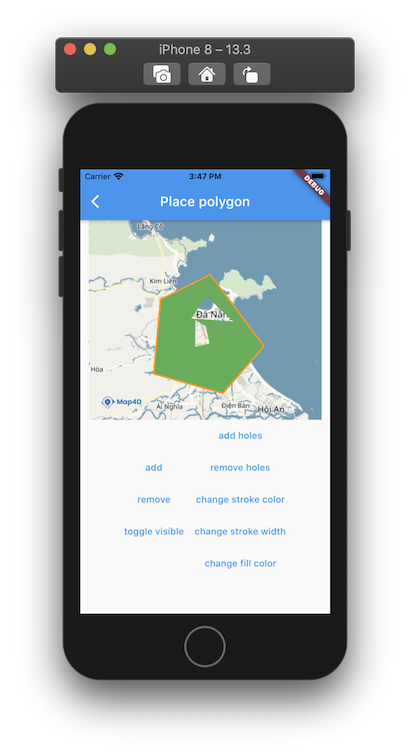 iPhone 8 – 13.3
Carrier
3:47 PM
DEBUG
Place polygon
Lăng Cô
Kim Liên
Đà Nẵn
Hòa
Map4D
Ái Nghĩa
Điện Bàn
Hội An
add holes
add
remove holes
remove
change stroke color
toggle visible
change stroke width
change fill color